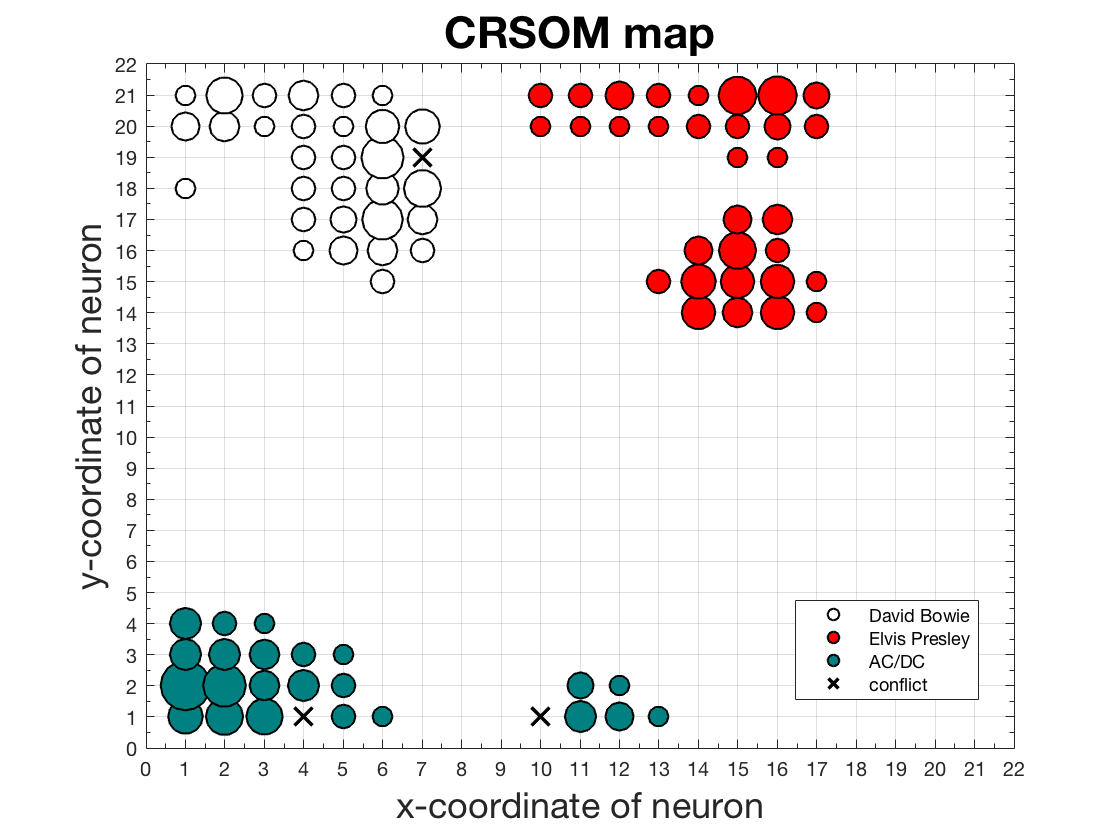 CRSOM map
y-coordinate of neuron
22
21
20
19
18
17
16
15
14
13
12
11
10
9
8
7
6
5
4
3
2
1
0
David Bowie
Elvis Presley
AC/DC
conflict
0 1 2 3 4 5 6 7 8 9 10 11 12 13 14 15 16 17 18 19 20 21 22
x-coordinate of neuron